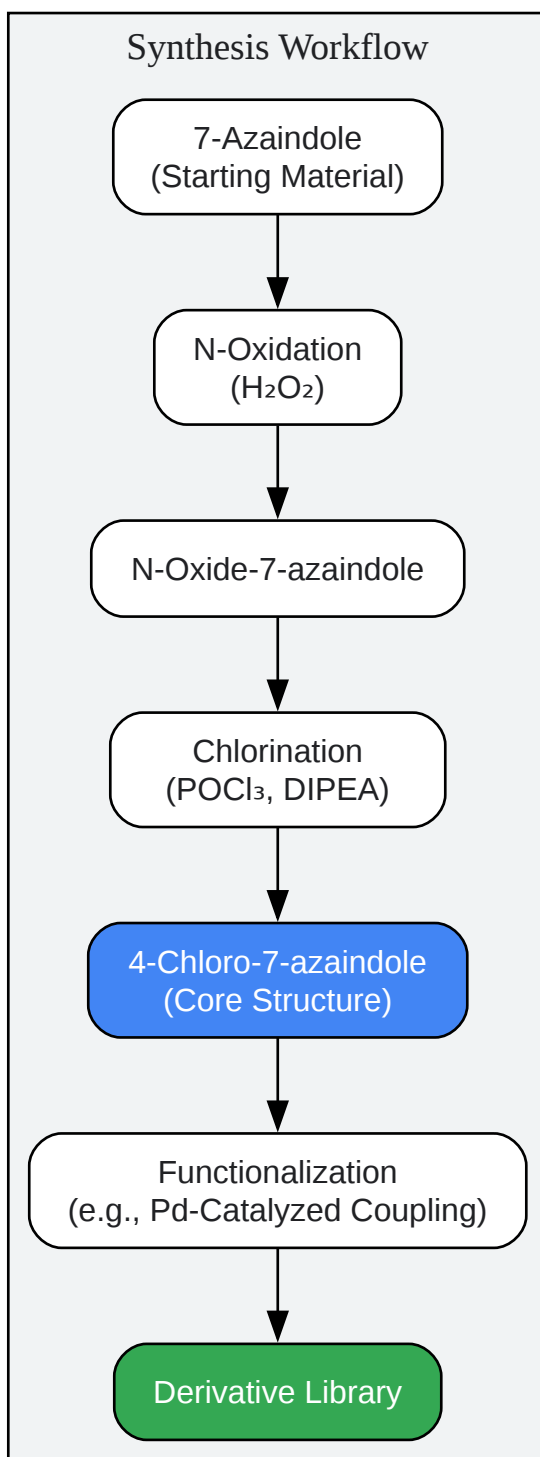 Synthesis Workflow
7-Azaindole
(Starting Material)
N-Oxidation
(H₂O₂)
N-Oxide-7-azaindole
Chlorination
(POCl₃, DIPEA)
4-Chloro-7-azaindole
(Core Structure)
Functionalization
(e.g., Pd-Catalyzed Coupling)
Derivative Library